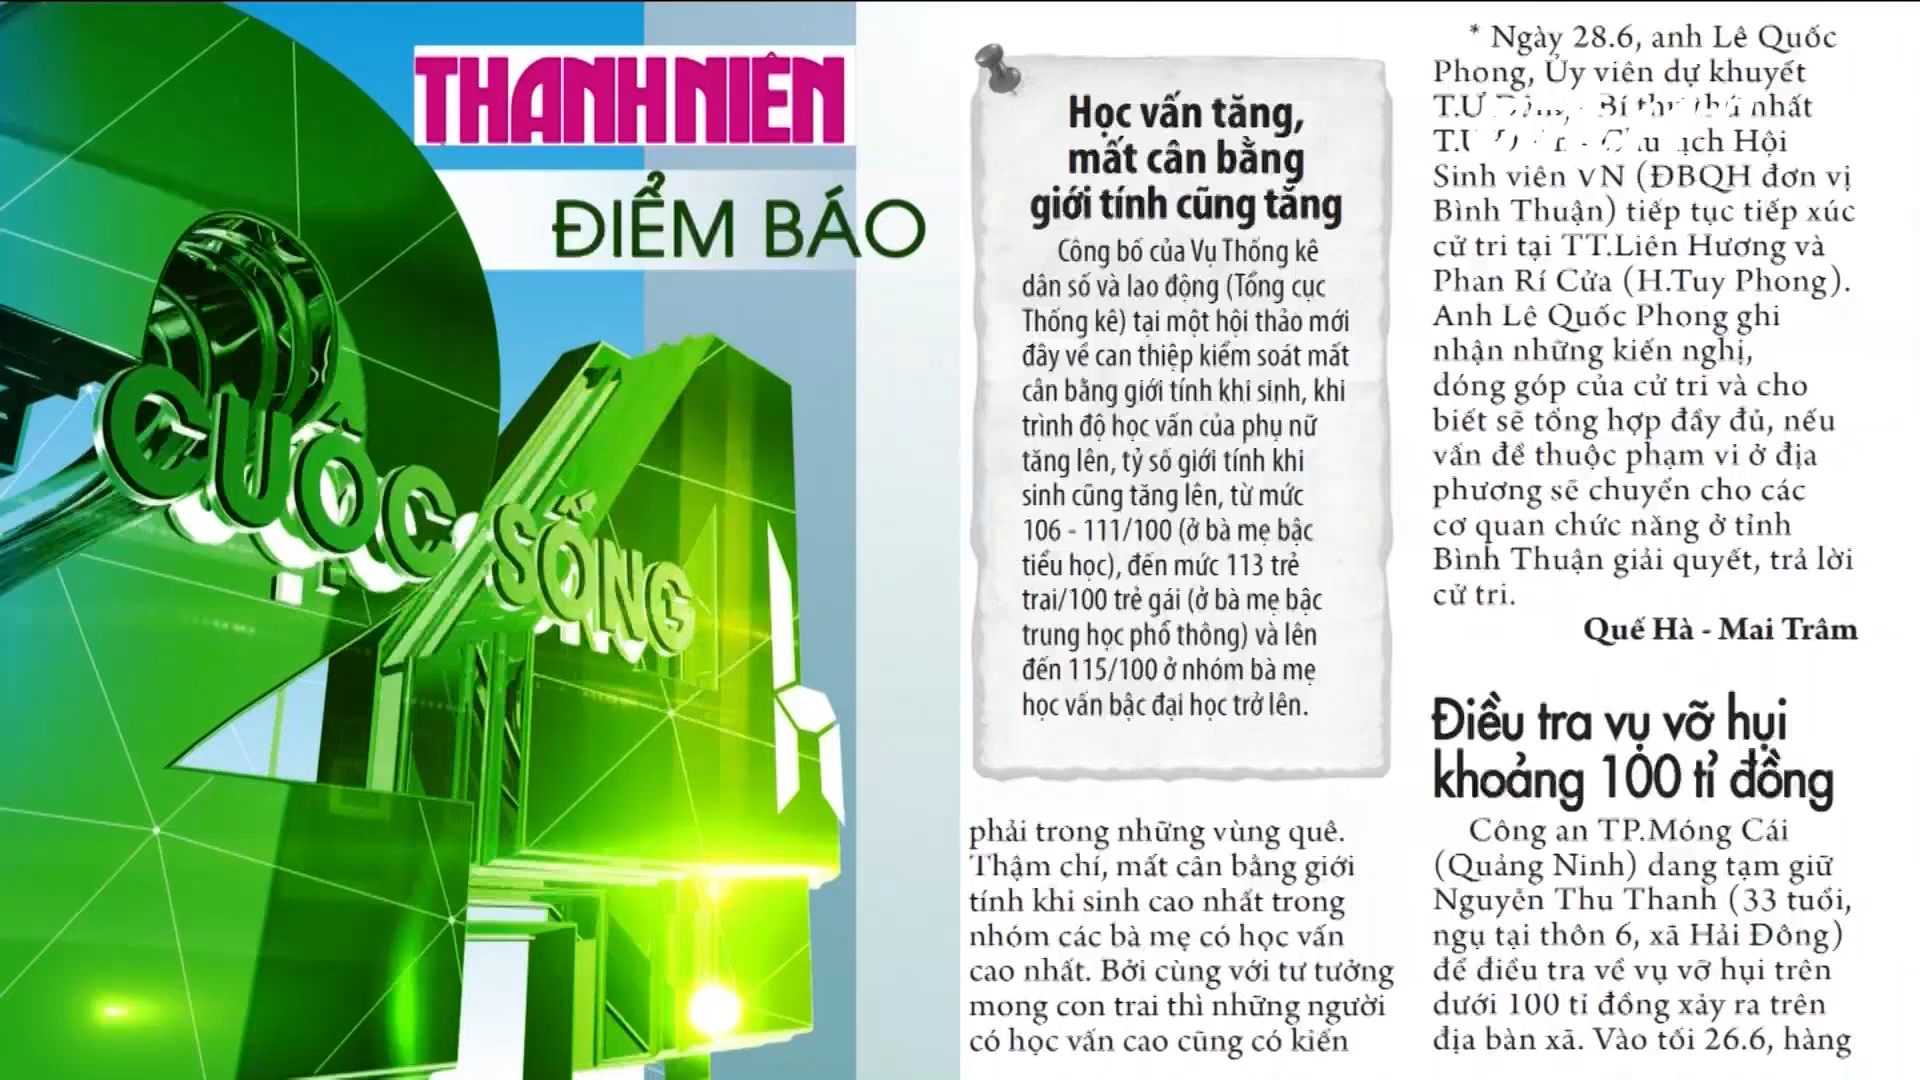 THANH NIÊN
ĐIỂM BÁO
CUỘC SỐNG
24h
Học vấn tăng,
mất cân bằng
giới tính cũng tăng
Công bố của Vụ Thống kê
dân số và lao động (Tổng cục
Thống kê) tại một hội thảo mới
đây về can thiệp kiểm soát mất
cân bằng giới tính khi sinh, khi
trình độ học vấn của phụ nữ
tăng lên, tỷ số giới tính khi
sinh cũng tăng lên, từ mức
106 - 111/100 (ở bà mẹ bậc
tiểu học), đến mức 113 trẻ
trai/100 trẻ gái (ở bà mẹ bậc
trung học phổ thông) và lên
đến 115/100 ở nhóm bà mẹ
học vấn bậc đại học trở lên.
phải trong những vùng quê.
Thậm chí, mất cân bằng giới
tính khi sinh cao nhất trong
nhóm các bà mẹ có học vấn
cao nhất. Bởi cùng với tư tưởng
mong con trai thì những người
có học vấn cao cũng có kiến
* Ngày 28.6, anh Lê Quốc
Phong, Ủy viên dự khuyết
T.Ư Bí thư thứ nhất
Hội
Sinh viên VN (ĐBQH đơn vị
Bình Thuận) tiếp tục tiếp xúc
cử tri tại TT.Liên Hương và
Phan Rí Cửa (H.Tuy Phong).
Anh Lê Quốc Phong ghi
nhận những kiến nghị,
đóng góp của cử tri và cho
biết sẽ tổng hợp đầy đủ, nếu
vấn đề thuộc phạm vi ở địa
phương sẽ chuyển cho các
cơ quan chức năng ở tỉnh
Bình Thuận giải quyết, trả lời
cử tri.
Quế Hà - Mai Trâm
Điều tra vụ vỡ hụi
khoảng 100 tỉ đồng
Công an TP.Móng Cái
(Quảng Ninh) đang tạm giữ
Nguyễn Thu Thanh (33 tuổi,
ngụ tại thôn 6, xã Hải Đông)
để điều tra về vụ vỡ hụi trên
dưới 100 tỉ đồng xảy ra trên
địa bàn xã. Vào tối 26.6, hàng